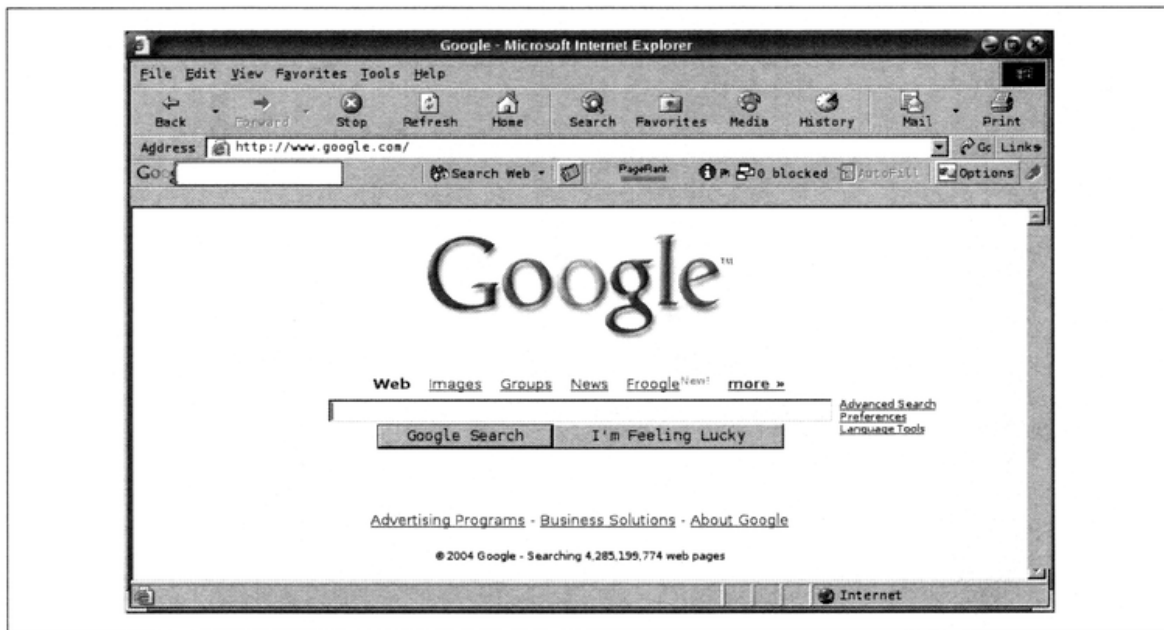 Google - Microsoft Internet Explorer
File Edit View Favorites Tools Help
Back Forward Stop Refresh Home Search Favorites Media History Mail Print
Address http://www.google.com/ Go Links
Search Web PageRank 0 blocked AutoFill Options
Google™
Web Images Groups News Froogle New! more »
Advanced Search
Preferences
Language Tools
Google Search I'm Feeling Lucky
Advertising Programs - Business Solutions - About Google
© 2004 Google - Searching 4,285,199,774 web pages
Internet